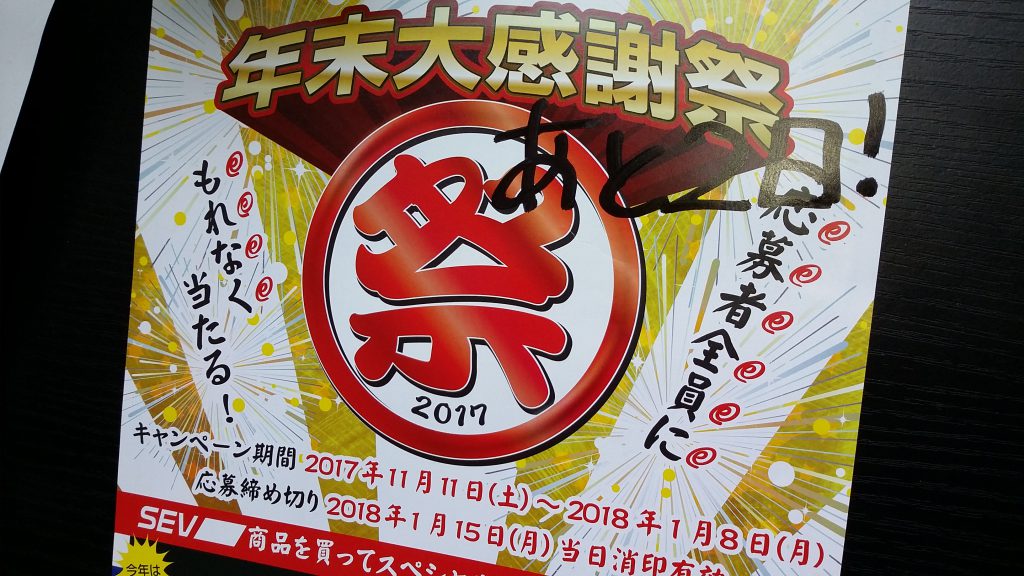 年末大感謝祭
あと2日!
応募者全員に
もれなく
当たる!
祭
2017
キャンペーン期間 2017年11月11日(土)～2018年1月8日(月)
応募締め切り 2018年1月15日(月)当日消印有効
SEV 商品を買ってスペシ
今年は